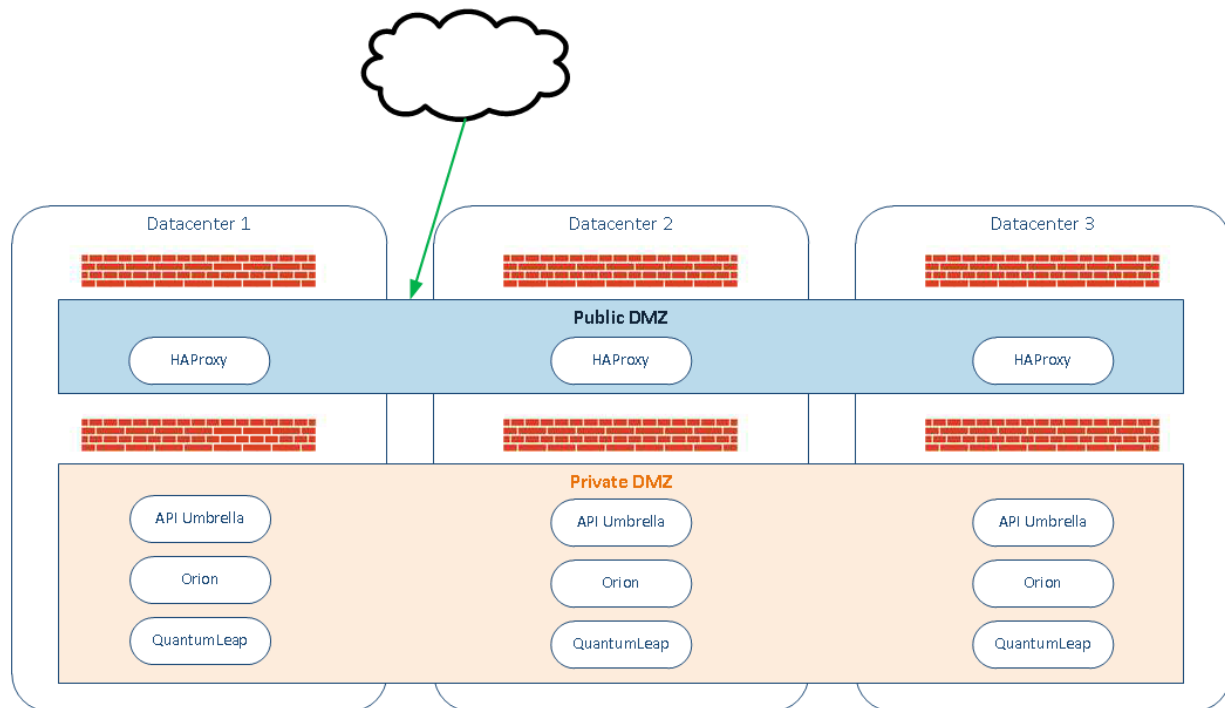 Datacenter 1
Datacenter 2
Datacenter 3
Public DMZ
HAProxy
HAProxy
HAProxy
Private DMZ
API Umbrella
API Umbrella
API Umbrella
Orion
Orion
Orion
QuantumLeap
QuantumLeap
QuantumLeap